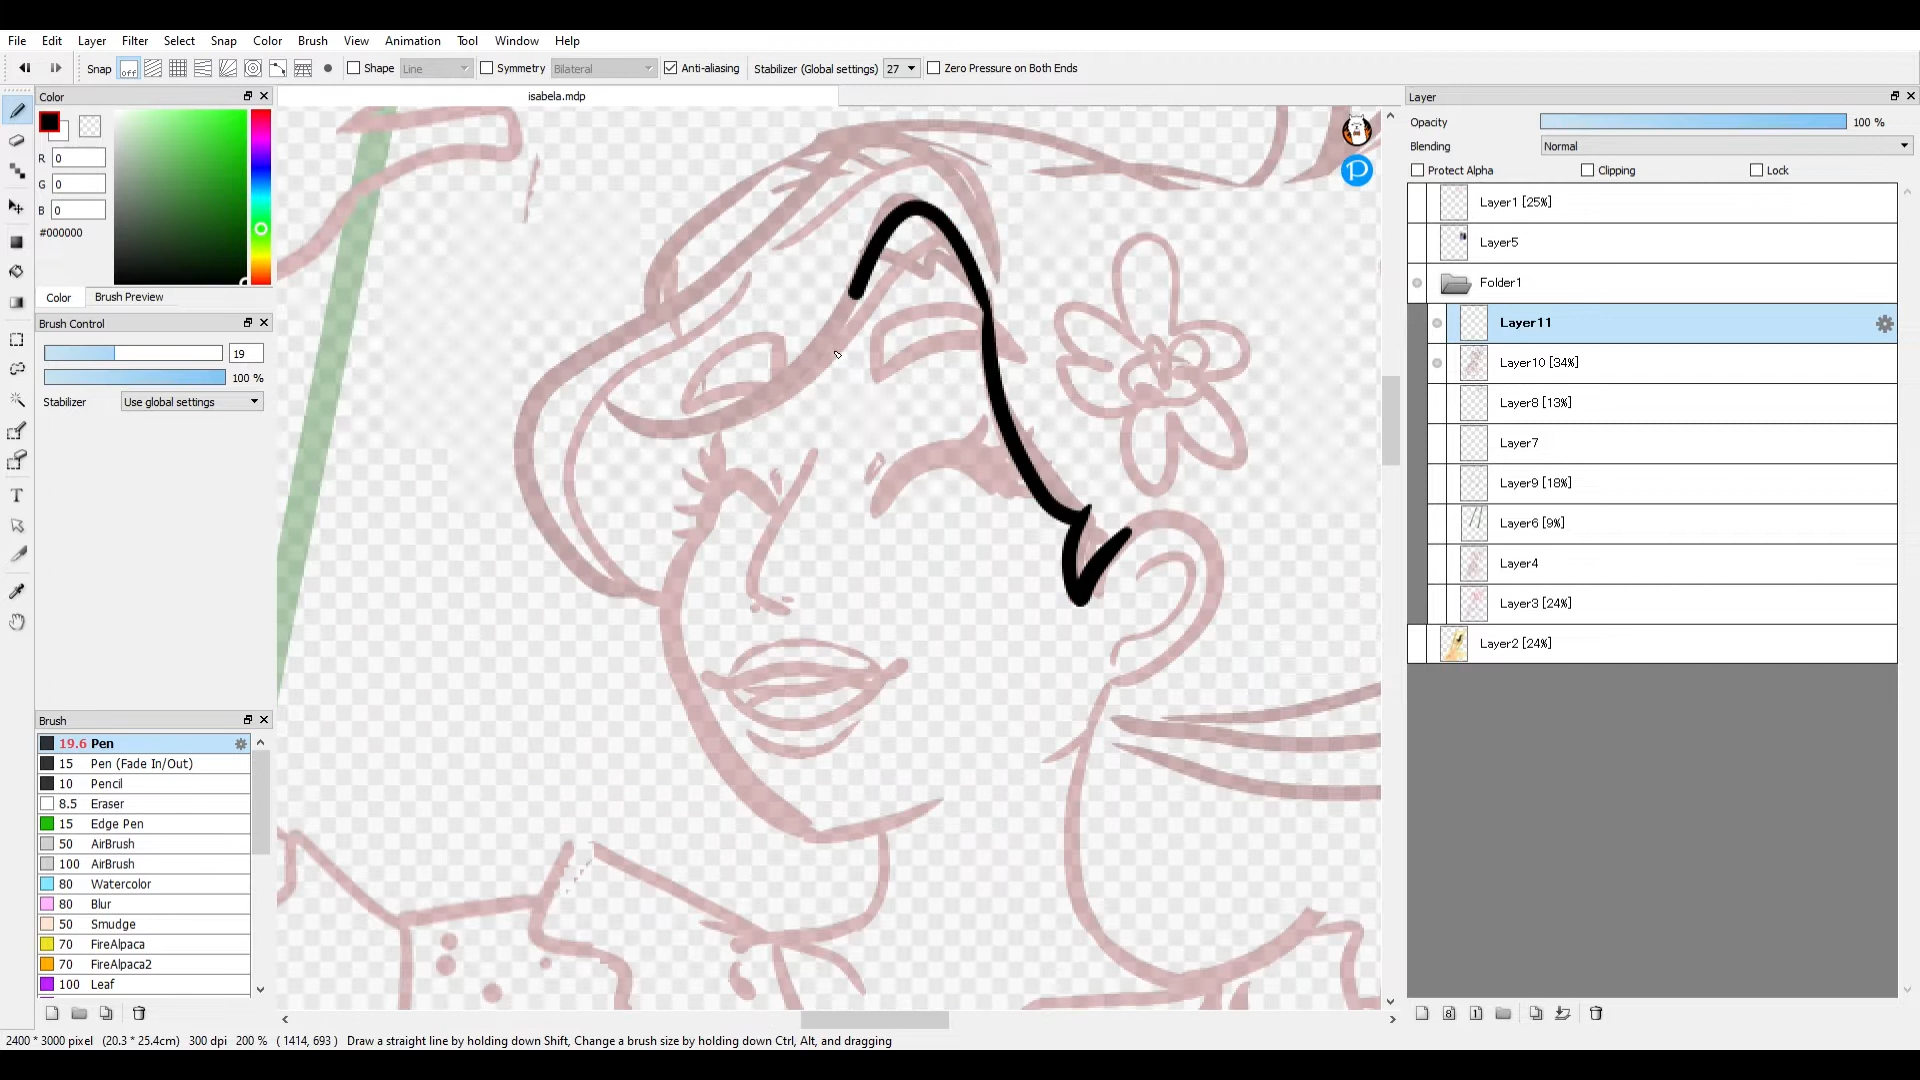 File Edit Layer Filter Select Snap Color Brush View Animation Tool Window Help
Snap off Shape Line Symmetry Bilateral Anti-aliasing Stabilizer (Global settings) 27 Zero Pressure on Both Ends
Color
isabela.mdp
R 0
G 0
B 0
#000000
Color Brush Preview
Brush Control
19
100 %
Stabilizer Use global settings
Brush
19.6 Pen
15 Pen (Fade In/Out)
10 Pencil
8.5 Eraser
15 Edge Pen
50 AirBrush
100 AirBrush
80 Watercolor
80 Blur
50 Smudge
70 FireAlpaca
70 FireAlpaca2
100 Leaf
P
Layer
Opacity 100 %
Blending Normal
Protect Alpha Clipping Lock
Layer1 [25%]
Layer5
Folder1
Layer11
Layer10 [34%]
Layer8 [13%]
Layer7
Layer9 [18%]
Layer6 [9%]
Layer4
Layer3 [24%]
Layer2 [24%]
2400 * 3000 pixel (20.3 * 25.4cm) 300 dpi 200 % ( 1414, 693 ) Draw a straight line by holding down Shift, Change a brush size by holding down Ctrl, Alt, and dragging